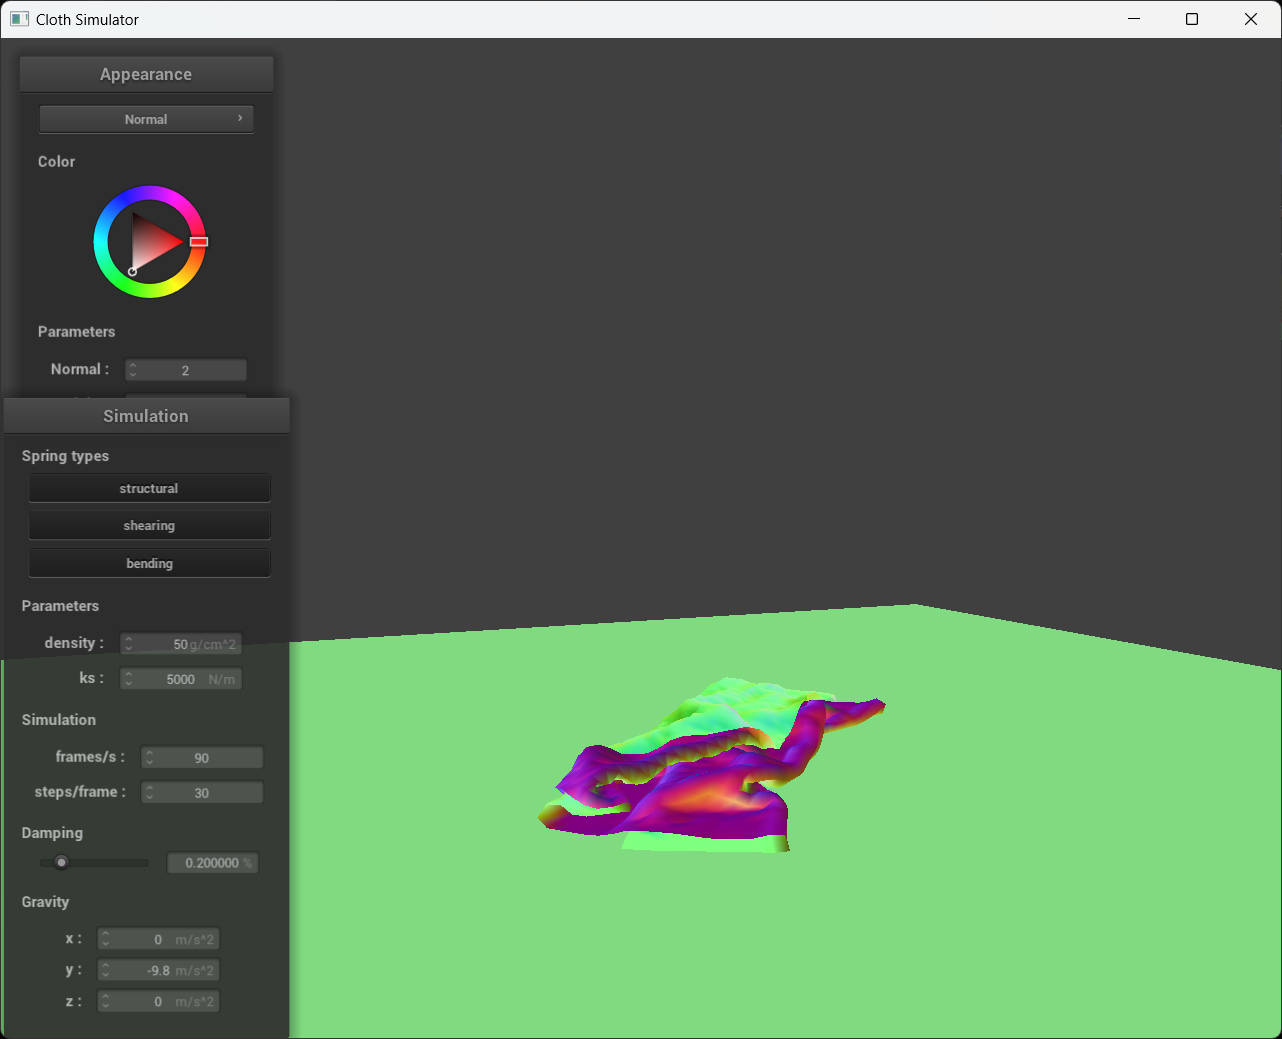 Cloth Simulator
Appearance
Normal
Color
Parameters
Normal : 2
Simulation
Spring types
structural
shearing
bending
Parameters
density : 50 g/cm^2
ks : 5000 N/m
Simulation
frames/s : 90
steps/frame : 30
Damping
0.200000 %
Gravity
x : 0 m/s^2
y : -9.8 m/s^2
z : 0 m/s^2